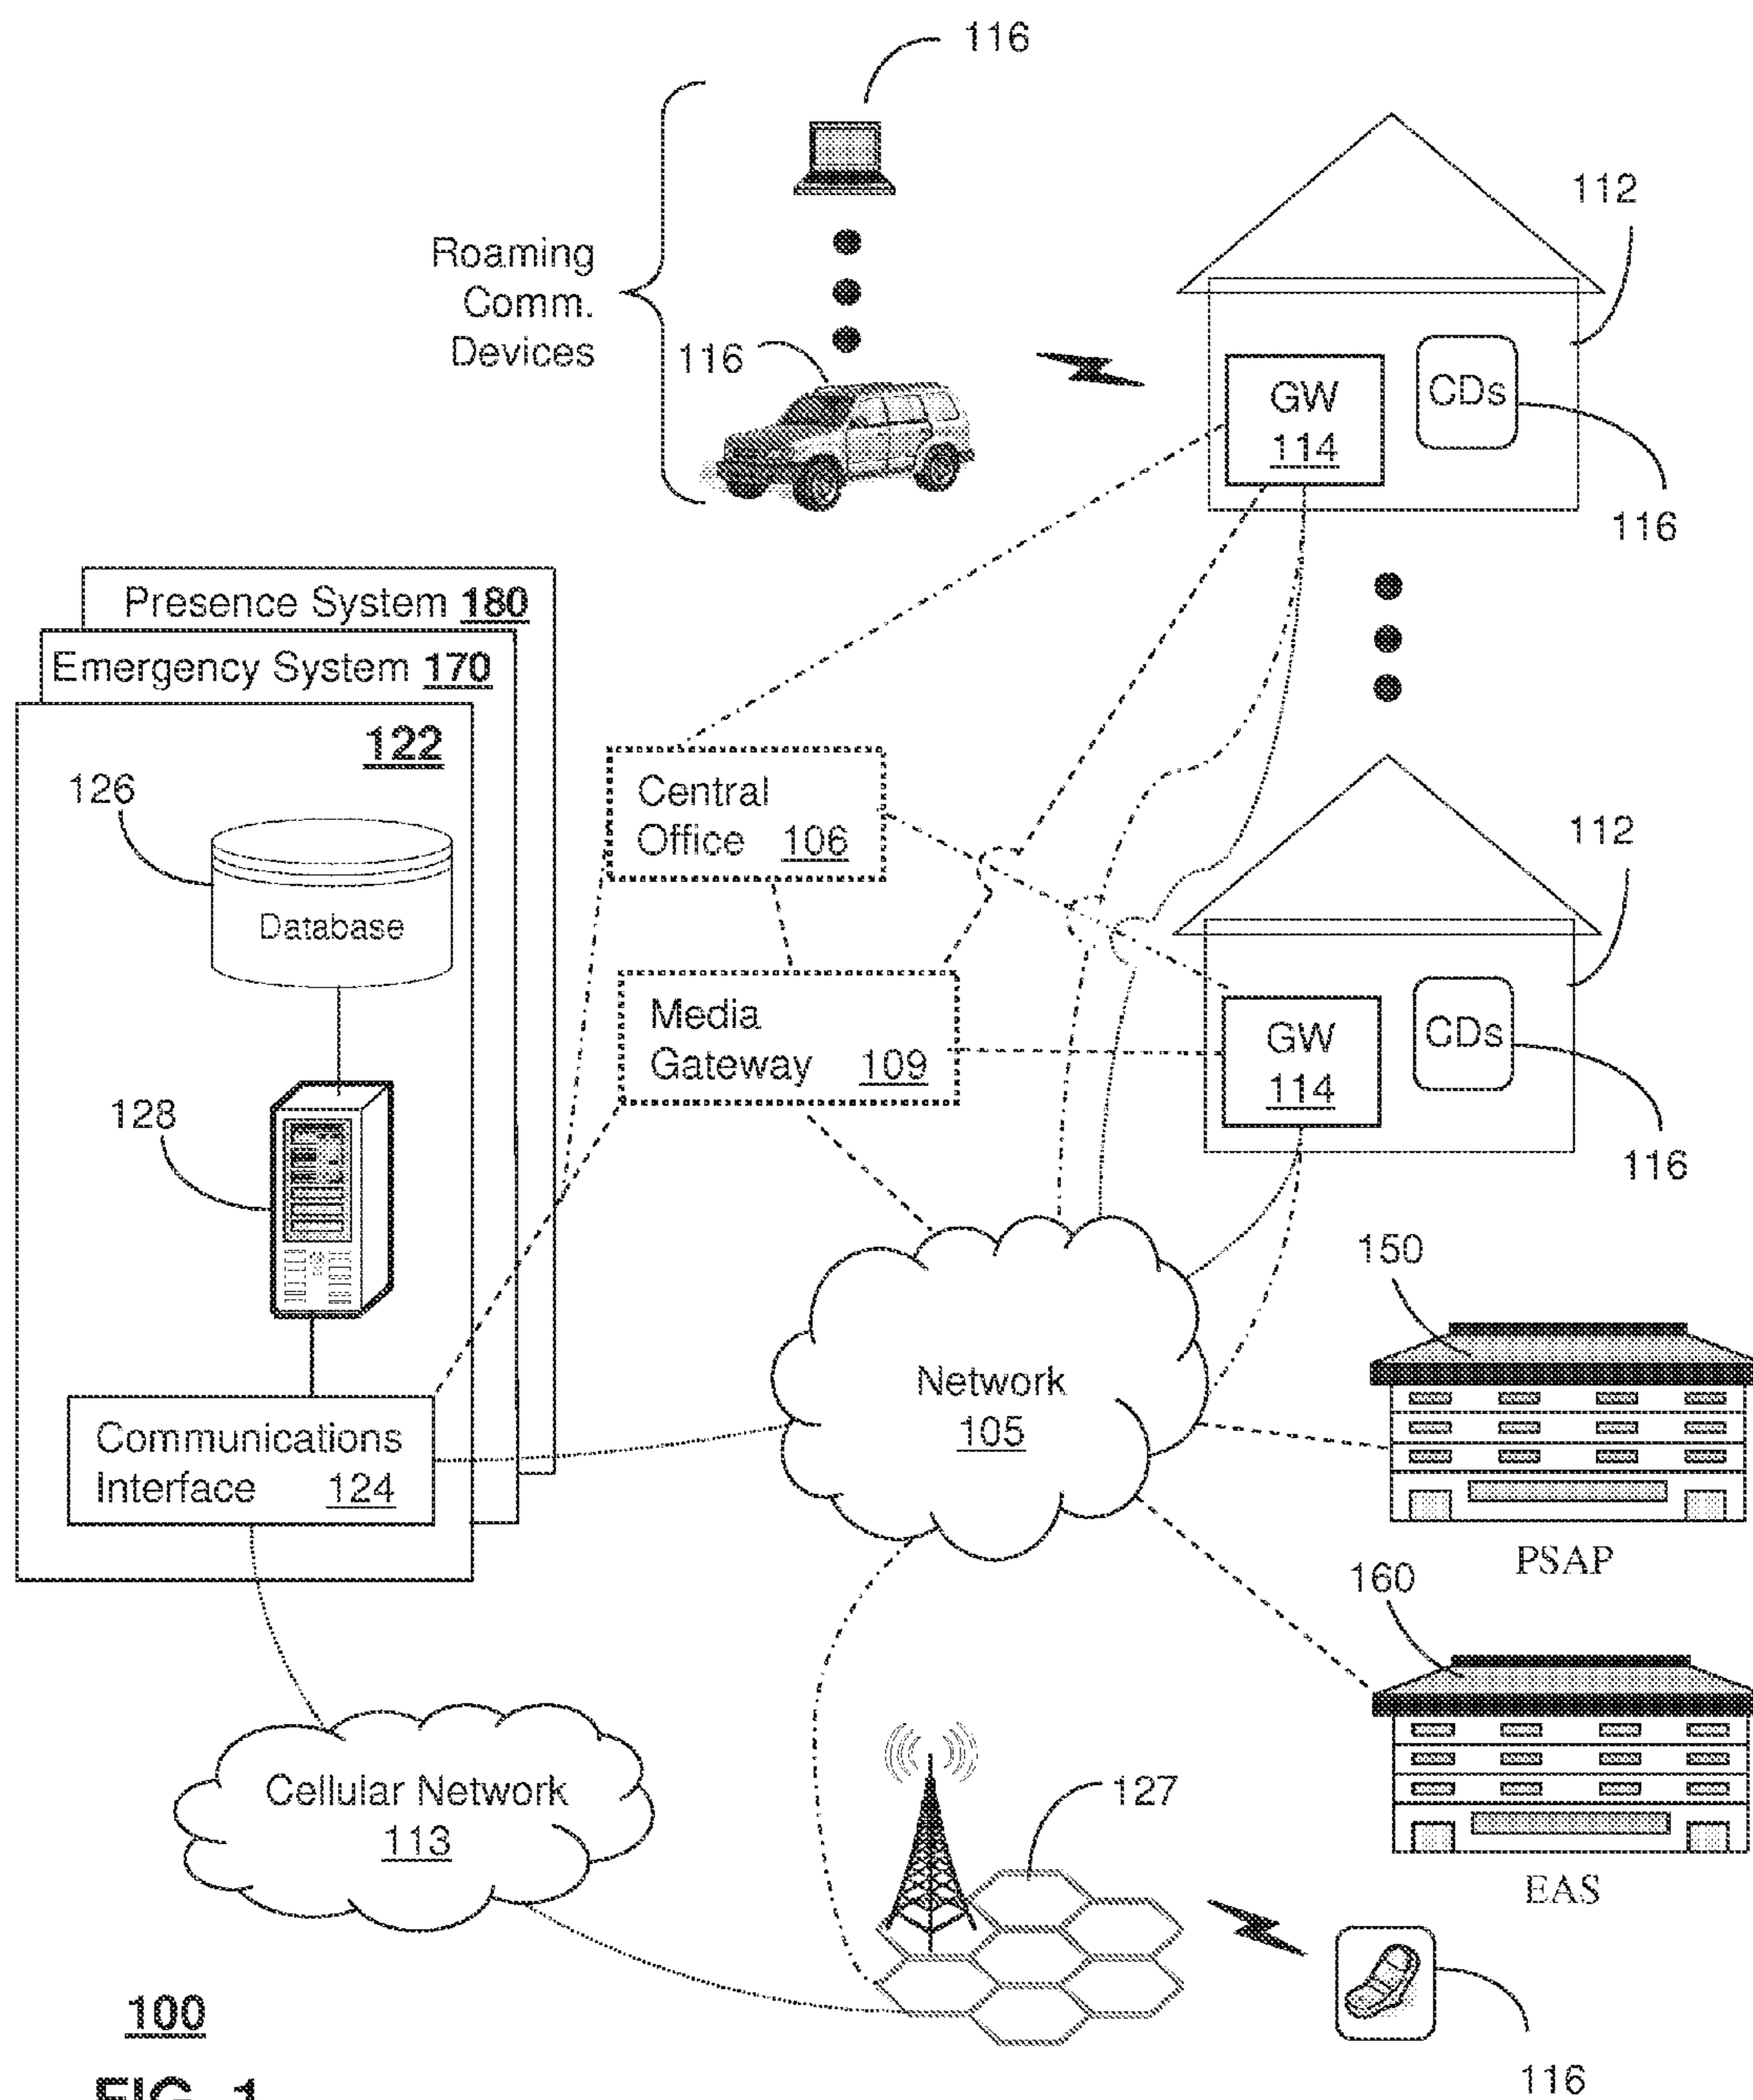 116
Roaming
Comm.
Devices
116
112
GW
114
CDs
116
Presence System 180
Emergency System 170
122
126
Database
128
Communications
Interface 124
Central
Office 106
Media
Gateway 109
112
GW
114
CDs
116
Network
105
150
PSAP
160
EAS
Cellular Network
113
127
116
100
FIG. 1